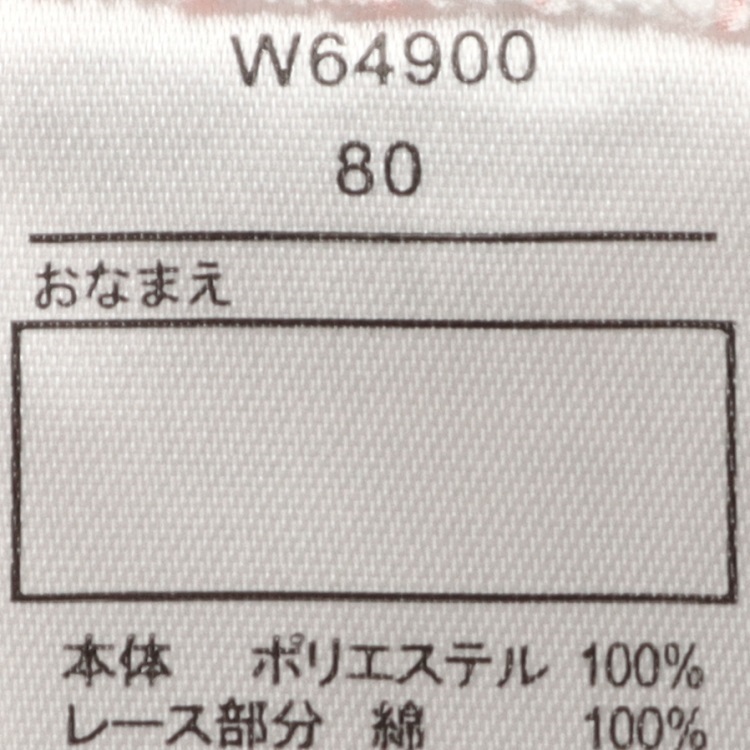 W64900
80
おなまえ
本体 ポリエステル 100%
レース部分 綿 100%